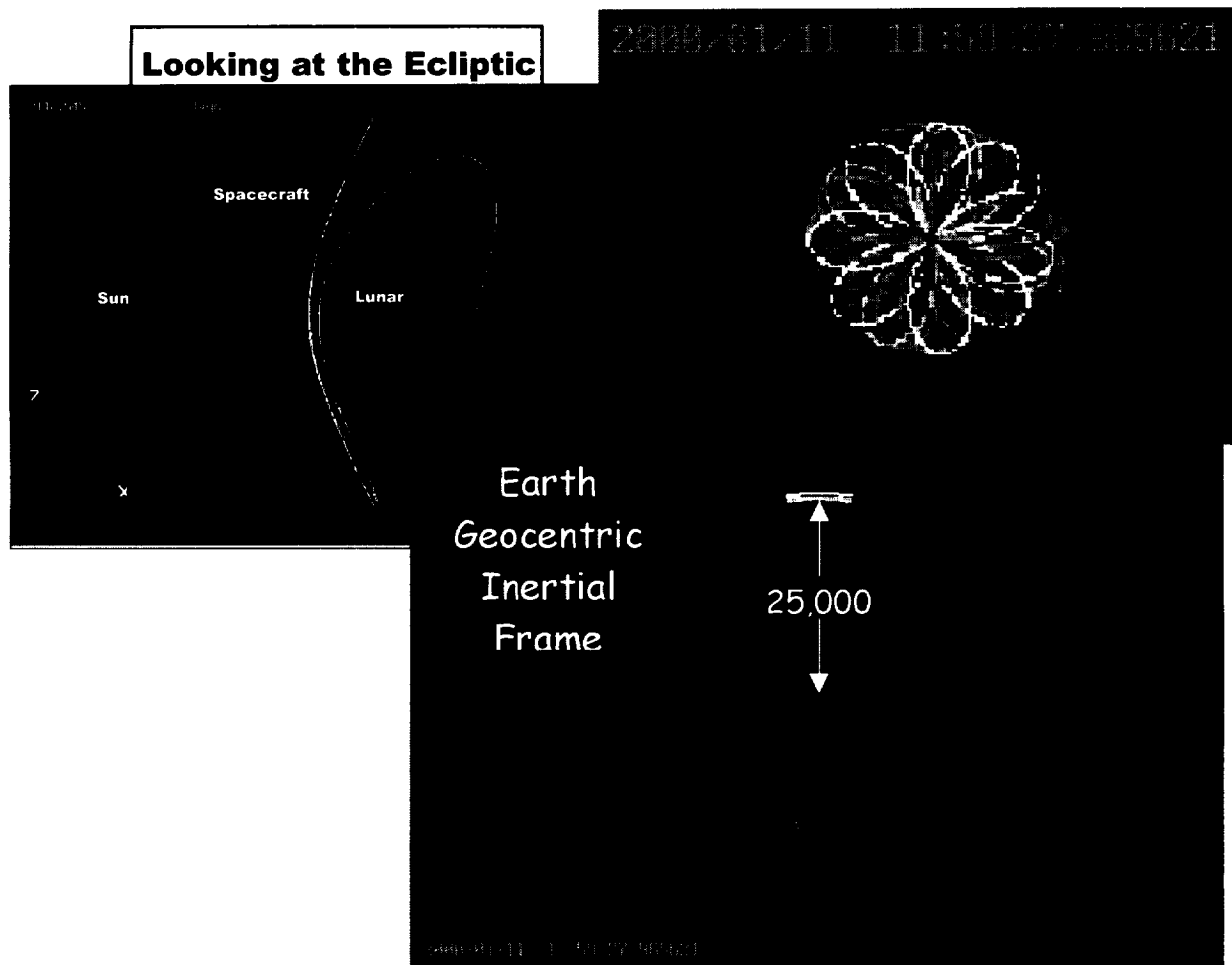 Looking at the Ecliptic
Spacecraft
Sun
Lunar
Z
X
Earth
Geocentric
Inertial
Frame
25,000